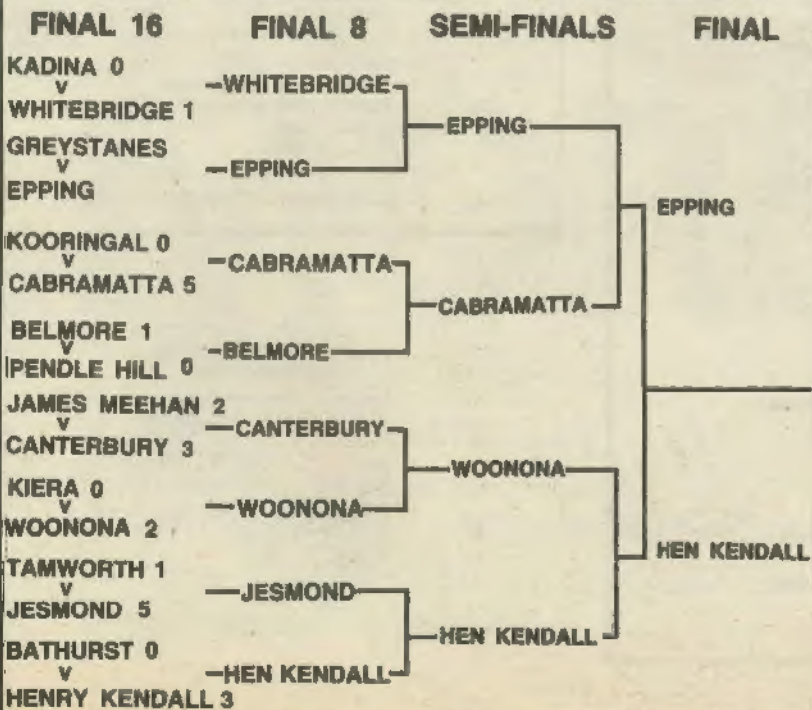 FINAL 16
FINAL 8
SEMI-FINALS
FINAL
KADINA 0
v
WHITEBRIDGE 1
GREYSTANES
v
EPPING
KOORINGAL 0
v
CABRAMATTA 5
BELMORE 1
v
PENDLE HILL 0
JAMES MEEHAN 2
v
CANTERBURY 3
KIERA 0
v
WOONONA 2
TAMWORTH 1
v
JESMOND 5
BATHURST 0
v
HENRY KENDALL 3
WHITEBRIDGE
EPPING
CABRAMATTA
BELMORE
CANTERBURY
WOONONA
JESMOND
HEN KENDALL
EPPING
CABRAMATTA
WOONONA
HEN KENDALL
EPPING
HEN KENDALL